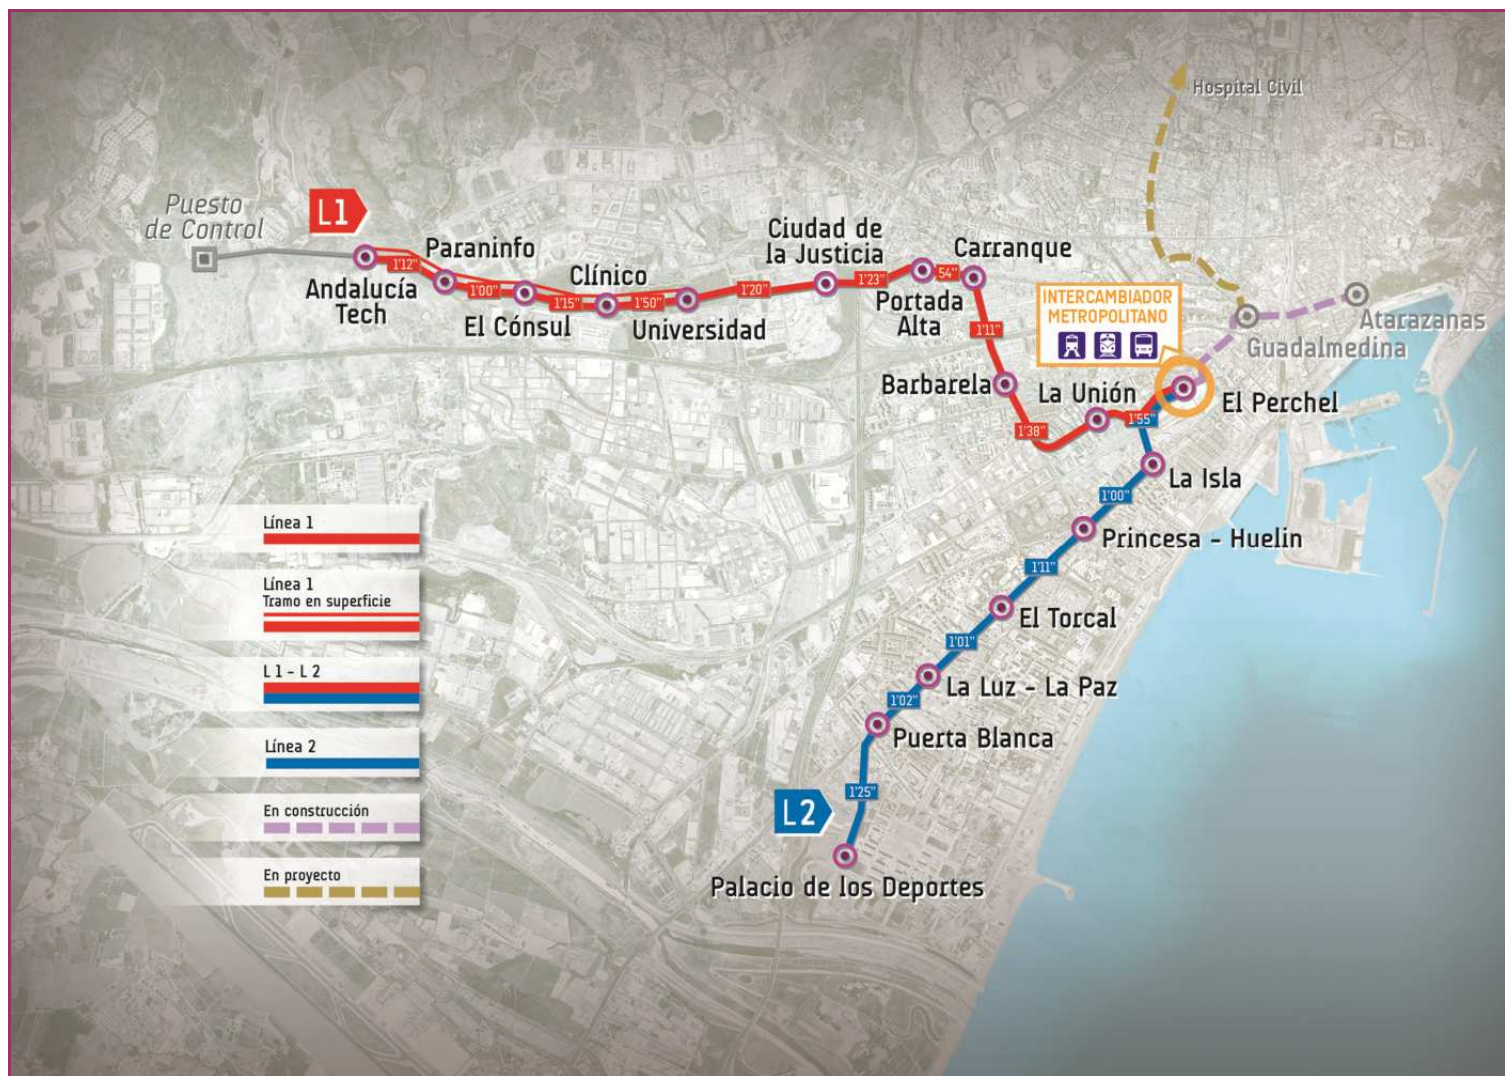 Hospital Civil
Puesto
de Control
L1
Paraninfo
Andalucía
Tech
El Cónsul
Clínico
Universidad
Ciudad de
la Justicia
Portada
Alta
Carranque
1'12"
1'00"
1'15"
1'50"
1'20"
1'23"
54"
1'11"
INTERCAMBIADOR
METROPOLITANO
Atarazanas
Guadalmedina
Barbarela
La Unión
El Perchel
1'38"
1'55"
La Isla
1'00"
Princesa - Huelin
1'11"
El Torcal
1'01"
La Luz - La Paz
1'02"
Puerta Blanca
1'25"
L2
Palacio de los Deportes
Línea 1
Línea 1
Tramo en superficie
L 1 - L 2
Línea 2
En construcción
En proyecto